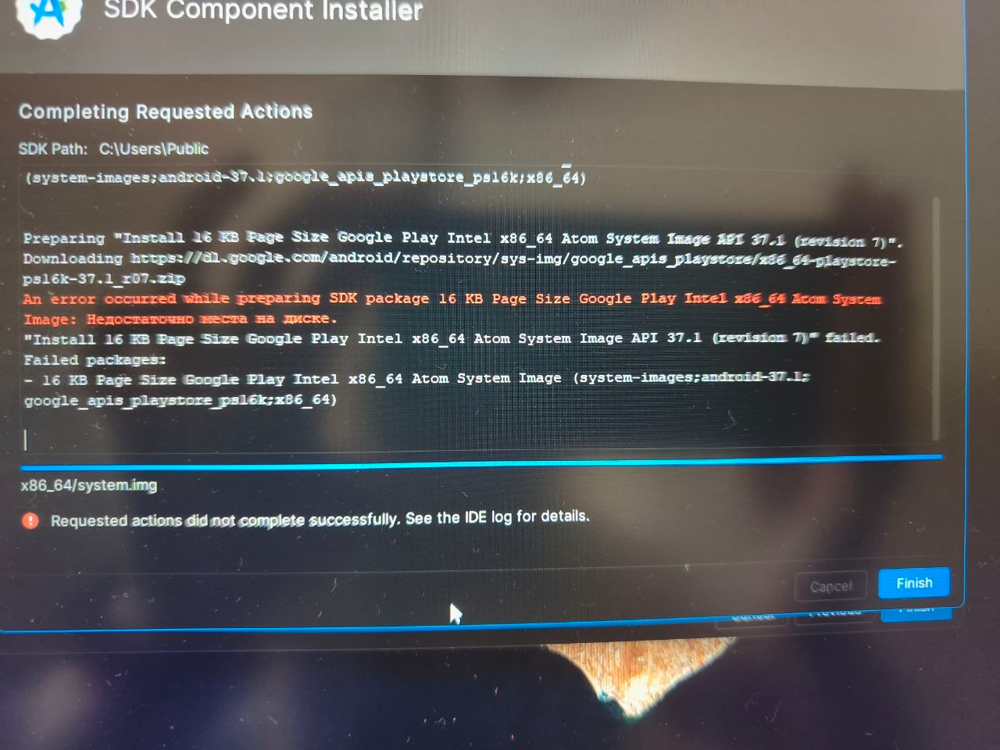 SDK Component Installer
Completing Requested Actions
SDK Path: C:\Users\Public
(system-images;android-37.1;google_apis_playstore_ps16k;x86_64)
Preparing "Install 16 KB Page Size Google Play Intel x86_64 Atom System Image API 37.1 (revision 7)".
Downloading https://dl.google.com/android/repository/sys-img/google_apis_playstore/x86_64-playstore-
ps16k-37.1_r07.zip
An error occurred while preparing SDK package 16 KB Page Size Google Play Intel x86_64 Atom System
Image: Недостаточно места на диске.
"Install 16 KB Page Size Google Play Intel x86_64 Atom System Image API 37.1 (revision 7)" failed.
Failed packages:
- 16 KB Page Size Google Play Intel x86_64 Atom System Image (system-images;android-37.1;
google_apis_playstore_ps16k;x86_64)
x86_64/system.img
Requested actions did not complete successfully. See the IDE log for details.
Cancel Finish
Cancel Previous Finish